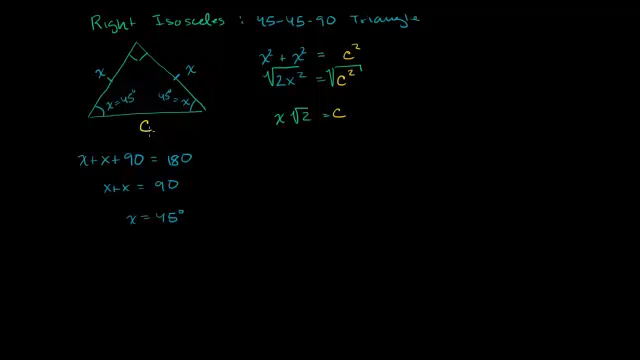 Right Isosceles : 45-45-90 Triangle
x x
x=45° 45°=x
C
x+x+90 = 180
x+x = 90
x = 45°
x² + x² = c²
√2x² = √c²
x √2 = c